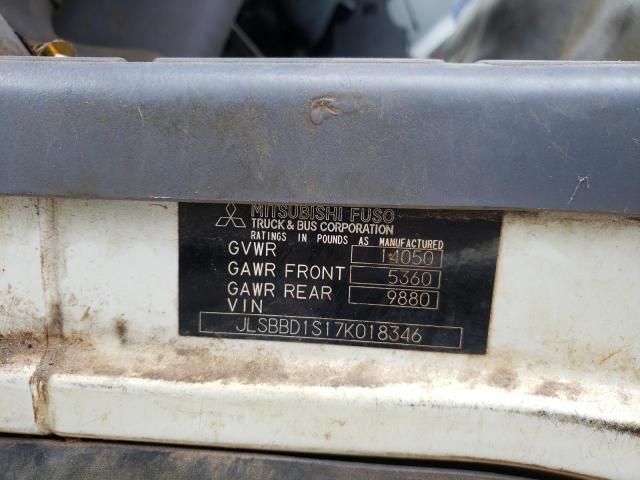 MITSUBISHI FUSO
TRUCK & BUS CORPORATION
RATINGS IN POUNDS AS MANUFACTURED
GVWR 14050
GAWR FRONT 5360
GAWR REAR 9880
VIN
JLSBBD1S17K018346